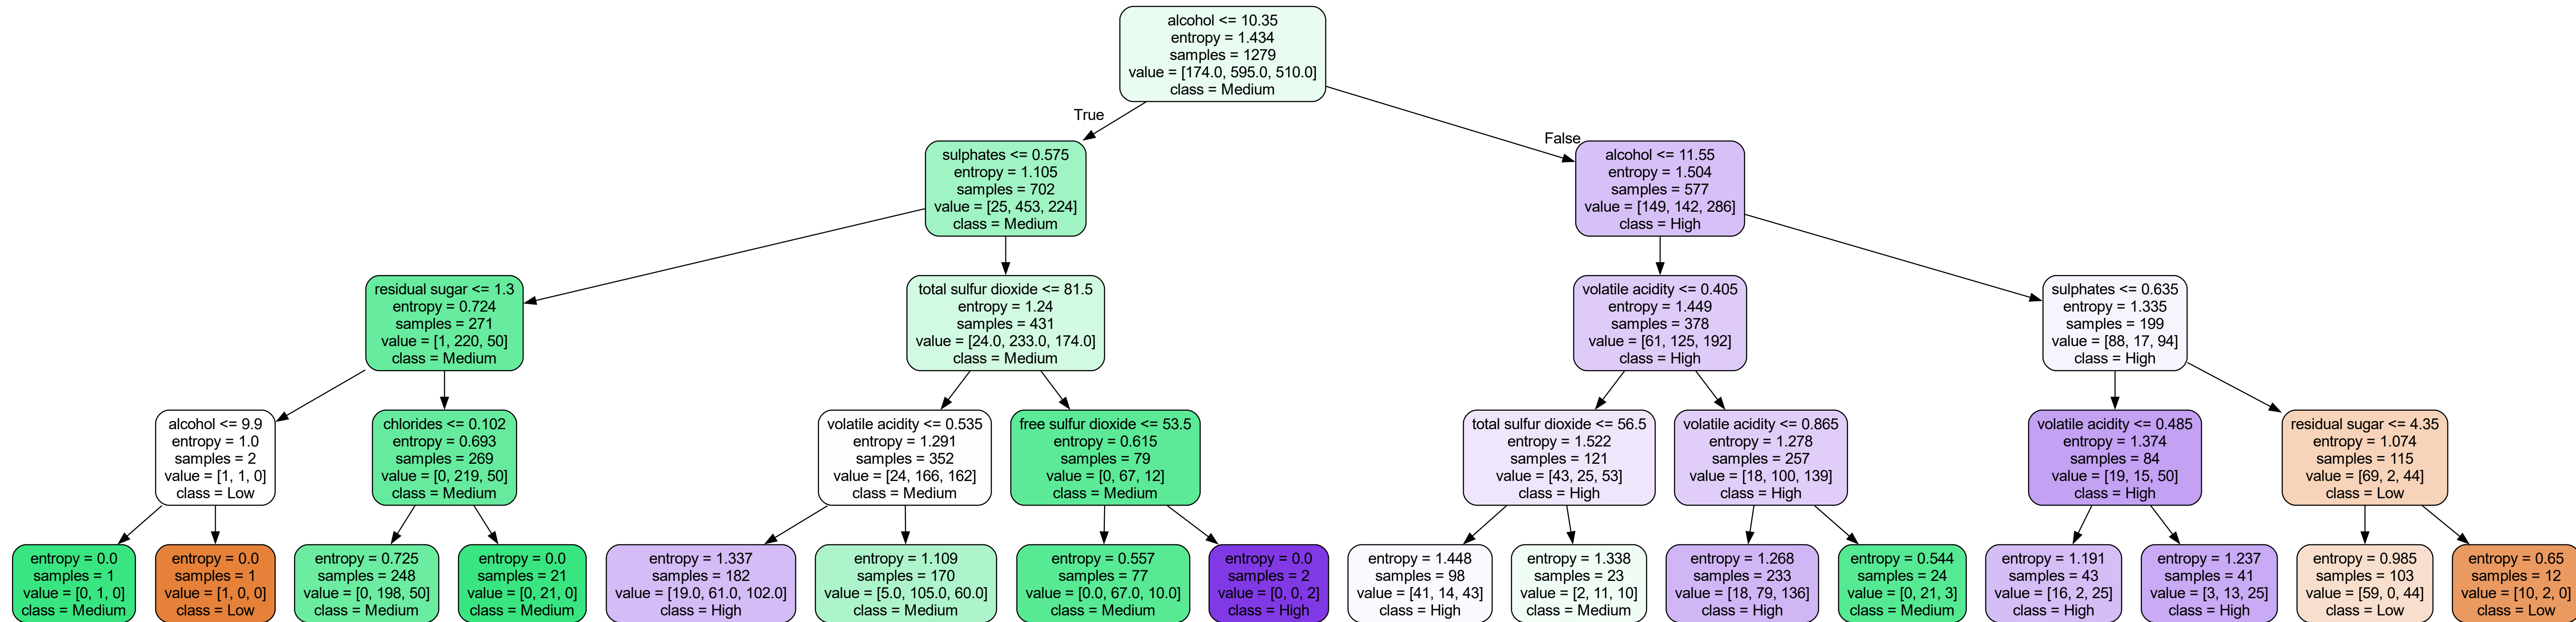 alcohol <= 10.35
entropy = 1.434
samples = 1279
value = [174.0, 595.0, 510.0]
class = Medium
True
False
sulphates <= 0.575
entropy = 1.105
samples = 702
value = [25, 453, 224]
class = Medium
alcohol <= 11.55
entropy = 1.504
samples = 577
value = [149, 142, 286]
class = High
residual sugar <= 1.3
entropy = 0.724
samples = 271
value = [1, 220, 50]
class = Medium
total sulfur dioxide <= 81.5
entropy = 1.24
samples = 431
value = [24.0, 233.0, 174.0]
class = Medium
volatile acidity <= 0.405
entropy = 1.449
samples = 378
value = [61, 125, 192]
class = High
sulphates <= 0.635
entropy = 1.335
samples = 199
value = [88, 17, 94]
class = High
alcohol <= 9.9
entropy = 1.0
samples = 2
value = [1, 1, 0]
class = Low
chlorides <= 0.102
entropy = 0.693
samples = 269
value = [0, 219, 50]
class = Medium
volatile acidity <= 0.535
entropy = 1.291
samples = 352
value = [24, 166, 162]
class = Medium
free sulfur dioxide <= 53.5
entropy = 0.615
samples = 79
value = [0, 67, 12]
class = Medium
total sulfur dioxide <= 56.5
entropy = 1.522
samples = 121
value = [43, 25, 53]
class = High
volatile acidity <= 0.865
entropy = 1.278
samples = 257
value = [18, 100, 139]
class = High
volatile acidity <= 0.485
entropy = 1.374
samples = 84
value = [19, 15, 50]
class = High
residual sugar <= 4.35
entropy = 1.074
samples = 115
value = [69, 2, 44]
class = Low
entropy = 0.0
samples = 1
value = [0, 1, 0]
class = Medium
entropy = 0.0
samples = 1
value = [1, 0, 0]
class = Low
entropy = 0.725
samples = 248
value = [0, 198, 50]
class = Medium
entropy = 0.0
samples = 21
value = [0, 21, 0]
class = Medium
entropy = 1.337
samples = 182
value = [19.0, 61.0, 102.0]
class = High
entropy = 1.109
samples = 170
value = [5.0, 105.0, 60.0]
class = Medium
entropy = 0.557
samples = 77
value = [0.0, 67.0, 10.0]
class = Medium
entropy = 0.0
samples = 2
value = [0, 0, 2]
class = High
entropy = 1.448
samples = 98
value = [41, 14, 43]
class = High
entropy = 1.338
samples = 23
value = [2, 11, 10]
class = Medium
entropy = 1.268
samples = 233
value = [18, 79, 136]
class = High
entropy = 0.544
samples = 24
value = [0, 21, 3]
class = Medium
entropy = 1.191
samples = 43
value = [16, 2, 25]
class = High
entropy = 1.237
samples = 41
value = [3, 13, 25]
class = High
entropy = 0.985
samples = 103
value = [59, 0, 44]
class = Low
entropy = 0.65
samples = 12
value = [10, 2, 0]
class = Low